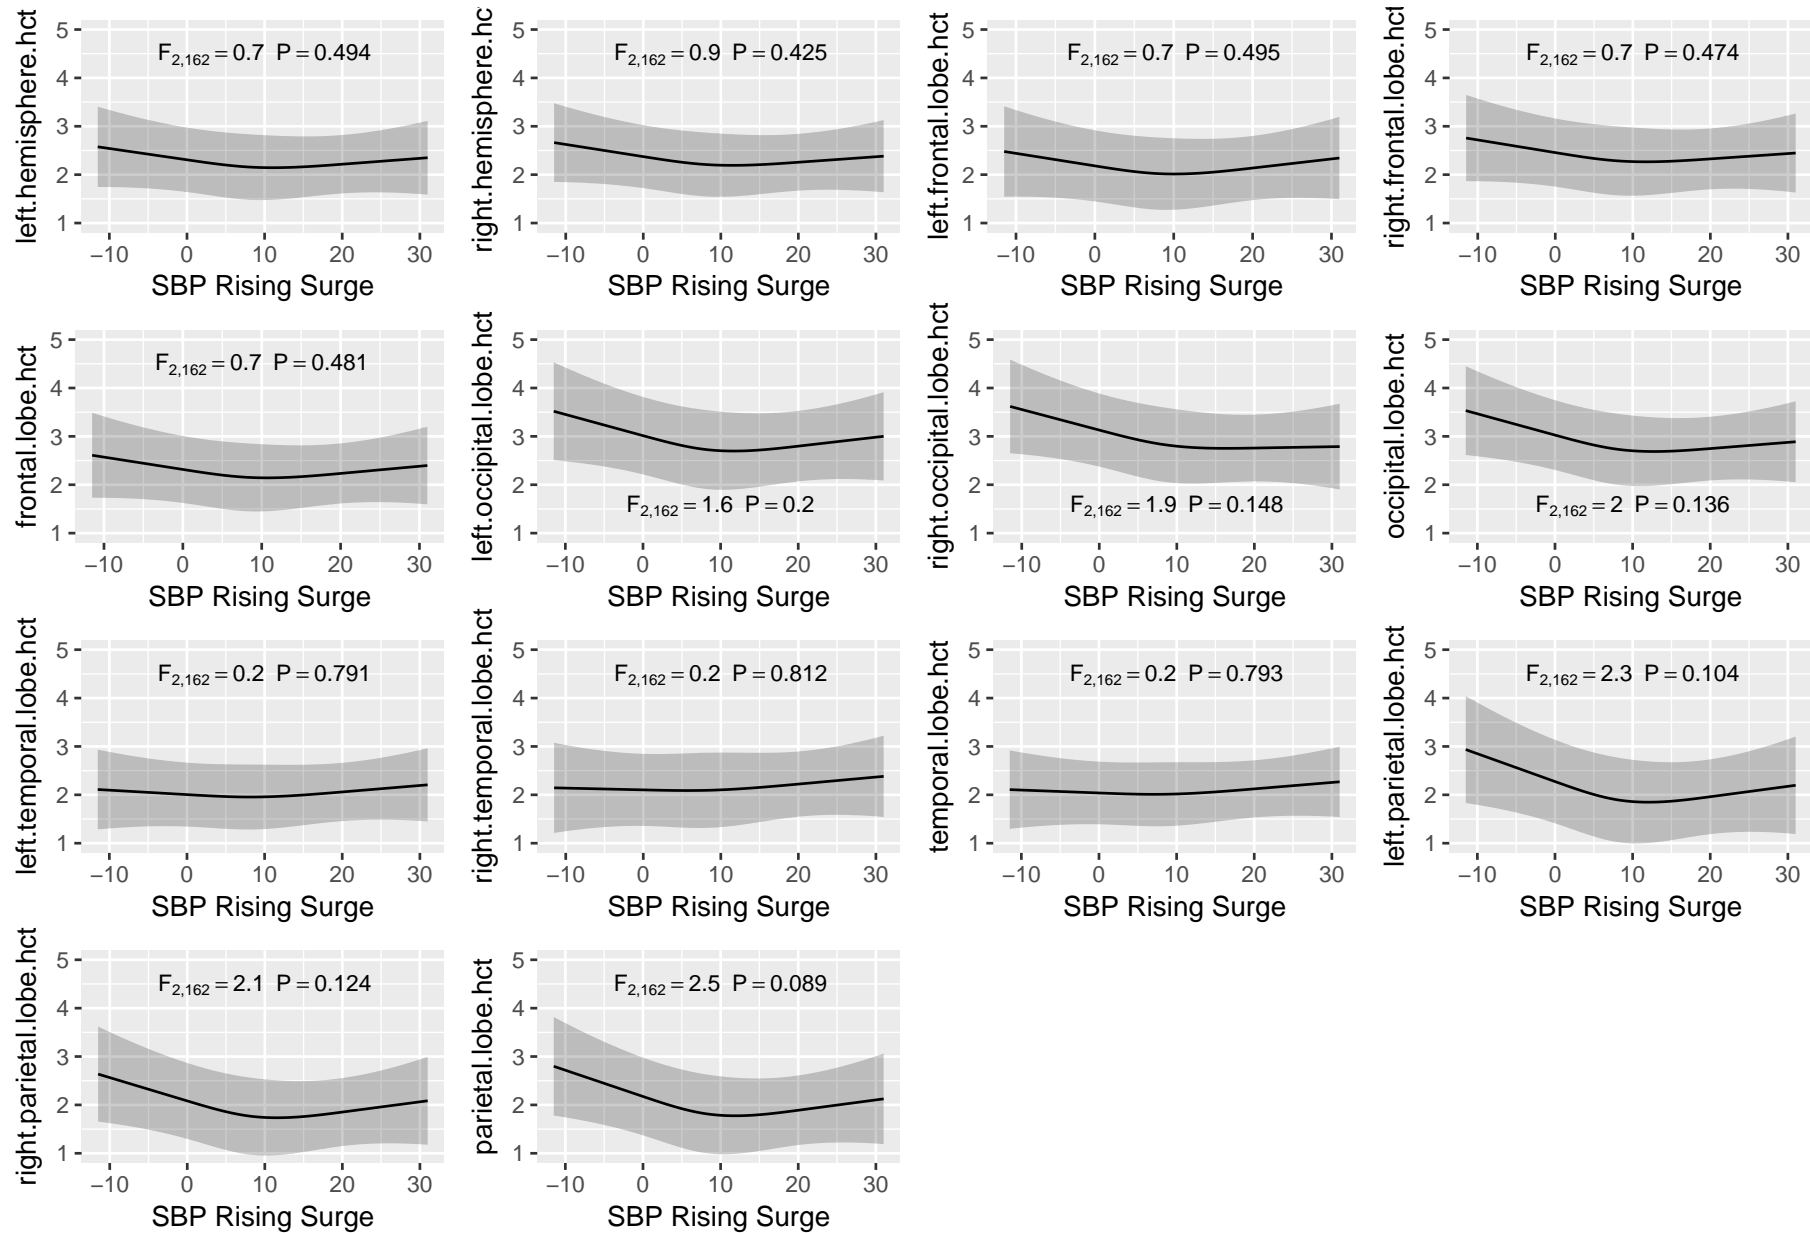 left.hemisphere.hct
5
4
3
2
1
F2,162 = 0.7 P = 0.494
−10 0 10 20 30
SBP Rising Surge
right.hemisphere.hc
5
4
3
2
1
F2,162 = 0.9 P = 0.425
−10 0 10 20 30
SBP Rising Surge
left.frontal.lobe.hct
5
4
3
2
1
F2,162 = 0.7 P = 0.495
−10 0 10 20 30
SBP Rising Surge
right.frontal.lobe.hct
5
4
3
2
1
F2,162 = 0.7 P = 0.474
−10 0 10 20 30
SBP Rising Surge
frontal.lobe.hct
5
4
3
2
1
F2,162 = 0.7 P = 0.481
−10 0 10 20 30
SBP Rising Surge
left.occipital.lobe.hct
5
4
3
2
1
F2,162 = 1.6 P = 0.2
−10 0 10 20 30
SBP Rising Surge
right.occipital.lobe.hct
5
4
3
2
1
F2,162 = 1.9 P = 0.148
−10 0 10 20 30
SBP Rising Surge
occipital.lobe.hct
5
4
3
2
1
F2,162 = 2 P = 0.136
−10 0 10 20 30
SBP Rising Surge
left.temporal.lobe.hct
5
4
3
2
1
F2,162 = 0.2 P = 0.791
−10 0 10 20 30
SBP Rising Surge
right.temporal.lobe.hct
5
4
3
2
1
F2,162 = 0.2 P = 0.812
−10 0 10 20 30
SBP Rising Surge
temporal.lobe.hct
5
4
3
2
1
F2,162 = 0.2 P = 0.793
−10 0 10 20 30
SBP Rising Surge
left.parietal.lobe.hct
5
4
3
2
1
F2,162 = 2.3 P = 0.104
−10 0 10 20 30
SBP Rising Surge
right.parietal.lobe.hct
5
4
3
2
1
F2,162 = 2.1 P = 0.124
−10 0 10 20 30
SBP Rising Surge
parietal.lobe.hct
5
4
3
2
1
F2,162 = 2.5 P = 0.089
−10 0 10 20 30
SBP Rising Surge